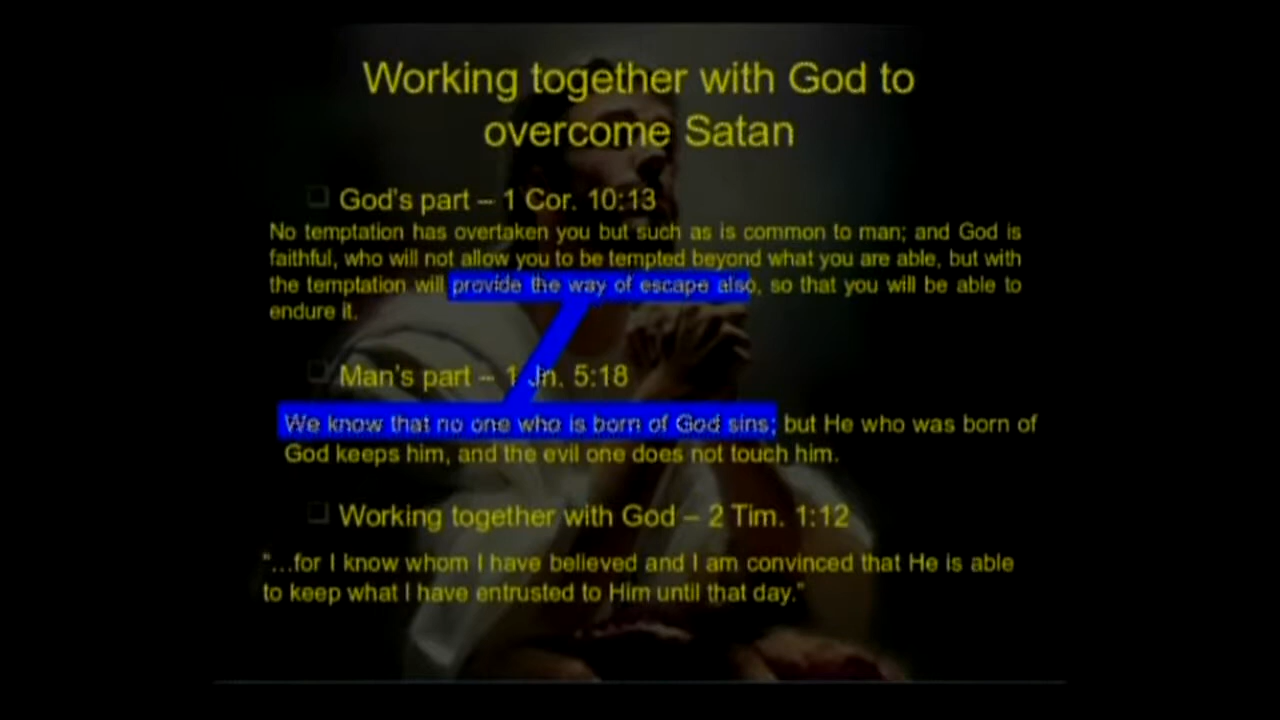 Working together with God to
overcome Satan
God's part – 1 Cor. 10:13
No temptation has overtaken you but such as is common to man; and God is
faithful, who will not allow you to be tempted beyond what you are able, but with
the temptation will provide the way of escape also, so that you will be able to
endure it.
Man's part – 1 Jn. 5:18
We know that no one who is born of God sins; but He who was born of
God keeps him, and the evil one does not touch him.
Working together with God – 2 Tim. 1:12
"…for I know whom I have believed and I am convinced that He is able
to keep what I have entrusted to Him until that day."